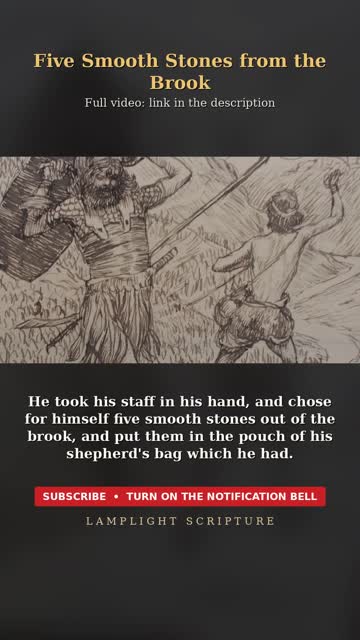 Five Smooth Stones from the
Brook
Full video: link in the description
He took his staff in his hand, and chose
for himself five smooth stones out of the
brook, and put them in the pouch of his
shepherd's bag which he had.
SUBSCRIBE • TURN ON THE NOTIFICATION BELL
LAMPLIGHT SCRIPTURE